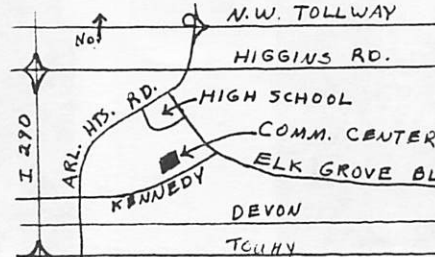 N.W. TOLLWAY
No.
HIGGINS RD.
HIGH SCHOOL
ARL. HTS. RD.
I 290
COMM. CENTER
ELK GROVE BL
KENNEDY
DEVON
TOUHY